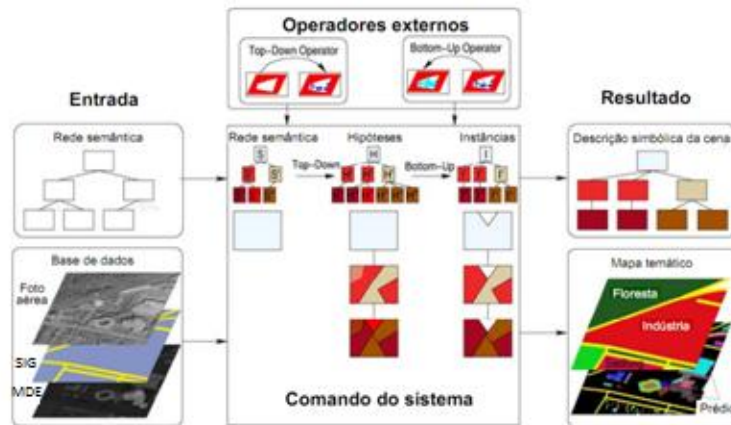 Operadores externos
Top-Down Operator
Bottom-Up Operator
Entrada
Resultado
Rede semântica
Rede semântica
Hipóteses
Instâncias
Descrição simbólica da cena
S
H
I
Top-Down
Bottom-Up
Base de dados
Foto
aérea
SIG
MDE
Mapa temático
Floresta
Indústria
Prédio
Comando do sistema